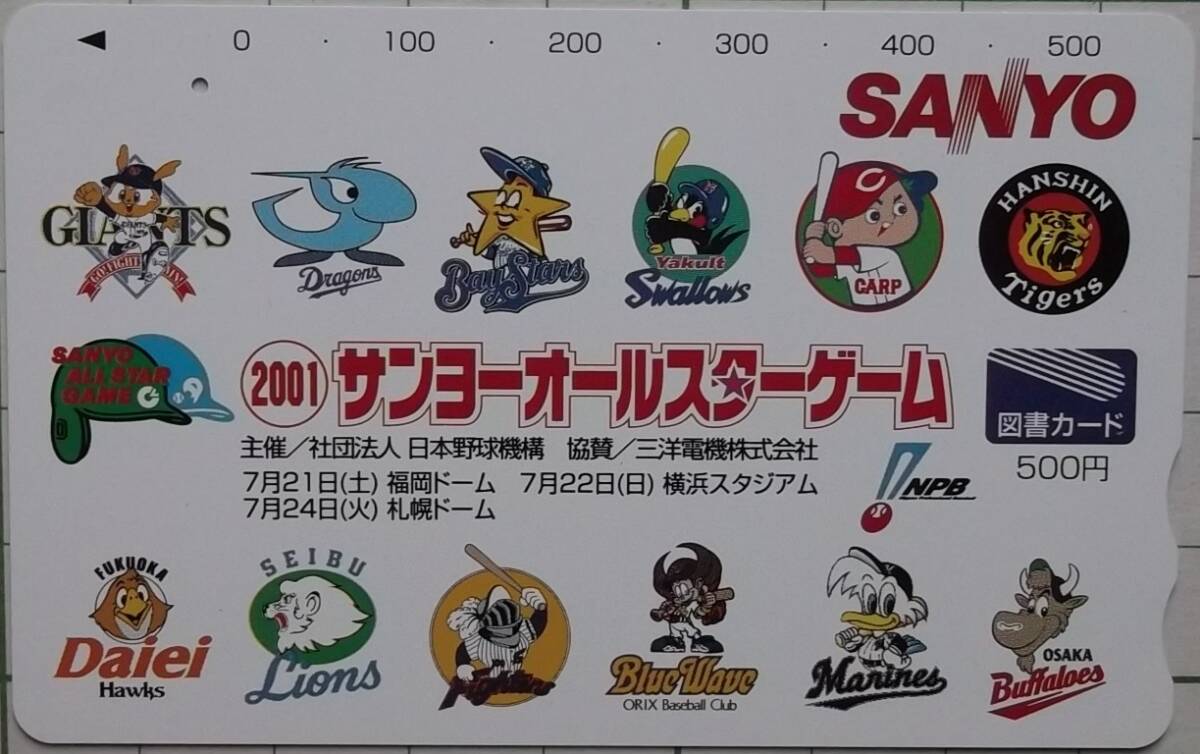 0 · 100 · 200 · 300 · 400 · 500
SANYO
GIANTS
GO! FIGHT! WIN!
Dragons
BayStars
Yakult
Swallows
C
CARP
HANSHIN
Tigers
SANYO
ALL STAR
GAME
2001 サンヨーオールスターゲーム
主催／社団法人 日本野球機構 協賛／三洋電機株式会社
7月21日(土) 福岡ドーム 7月22日(日) 横浜スタジアム
7月24日(火) 札幌ドーム
NPB
図書カード
500円
FUKUOKA
Daiei
Hawks
SEIBU
Lions
Fighters
BlueWave
ORIX Baseball Club
Marines
OSAKA
Buffaloes